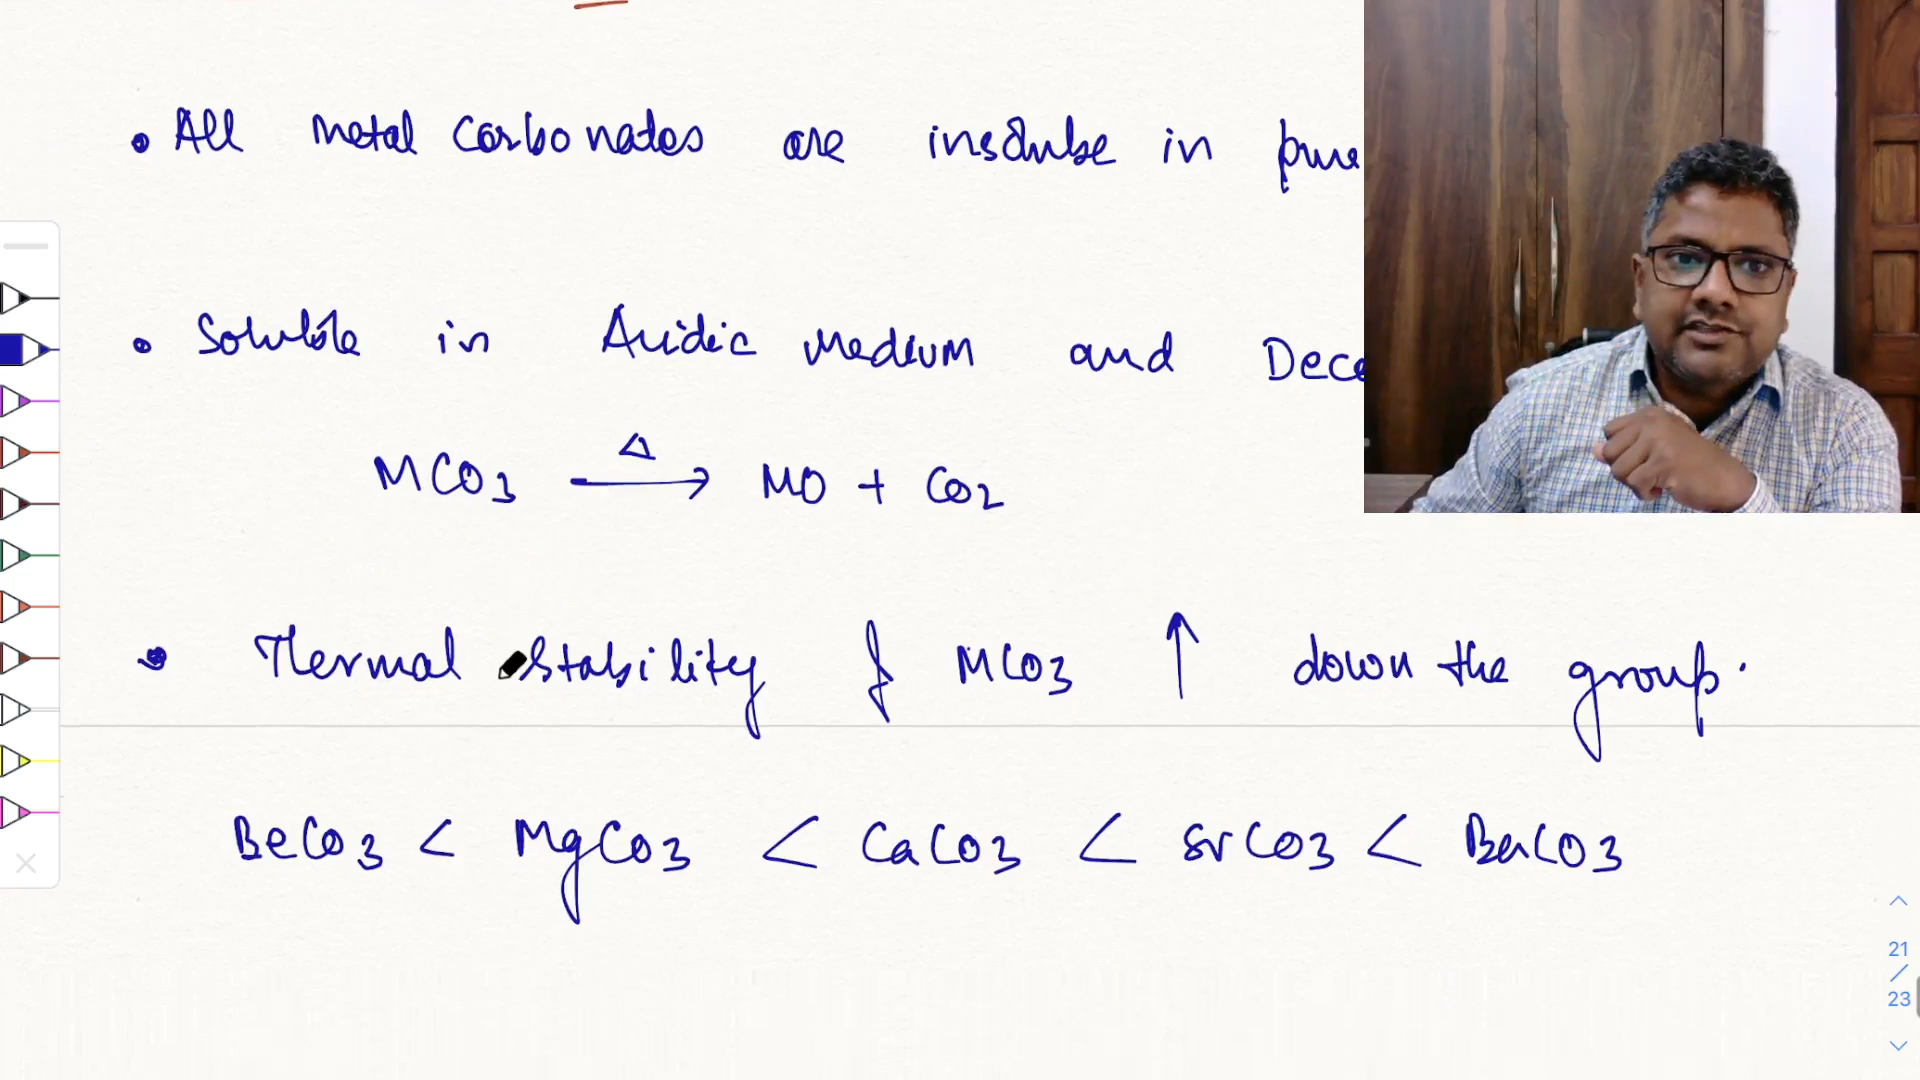 • All metal carbonates are insoluble in pure
• Soluble in Acidic medium and Deco
MCO3 Δ→ MO + CO2
• Thermal stability of MCO3 ↑ down the group.
BeCO3 < MgCO3 < CaCO3 < SrCO3 < BaCO3
21
/
23